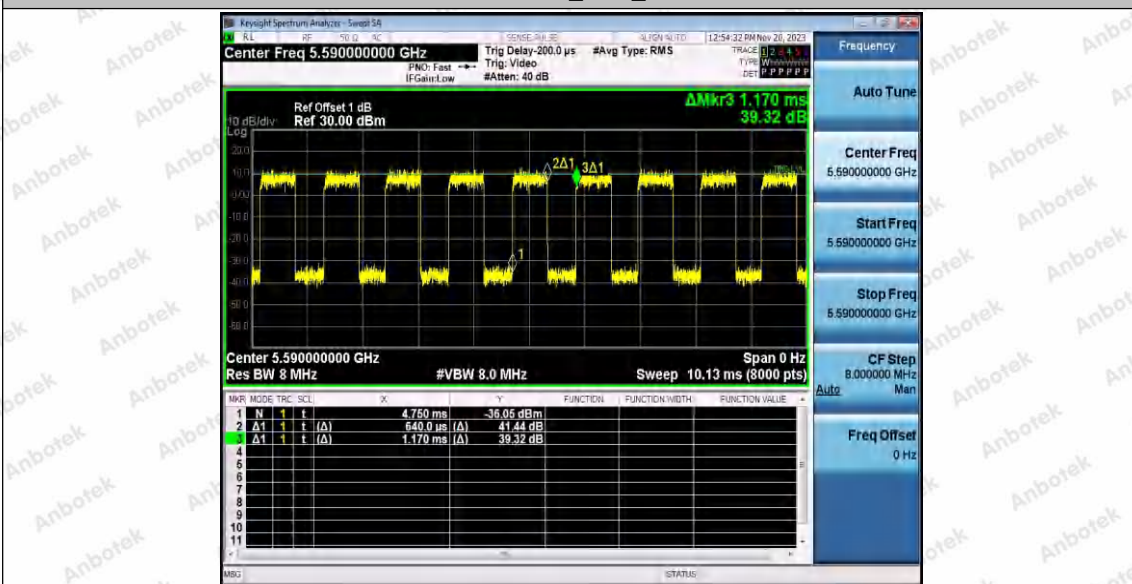 Keysight Spectrum Analyzer - Swept SA
RL RF 50 Ω AC SENSE:PULSE ALIGN AUTO 12:54:32 PM Nov 20, 2023
Center Freq 5.590000000 GHz
PNO: Fast
IFGain:Low
Trig Delay-200.0 µs
Trig: Video
#Atten: 40 dB
#Avg Type: RMS
TRACE 1 2 3 4 5 6
TYPE
DET P P P P P
Frequency
ΔMkr3 1.170 ms
39.32 dB
Ref Offset 1 dB
10 dB/div Ref 30.00 dBm
Log
20.0
10.0
0.00
-10.0
-20.0
-30.0
-40.0
-50.0
-60.0
2Δ1
3Δ1
TRIG LVL
1
Center 5.590000000 GHz
Span 0 Hz
Res BW 8 MHz
#VBW 8.0 MHz
Sweep 10.13 ms (8000 pts)
MKR MODE TRC SCL X Y FUNCTION FUNCTION WIDTH FUNCTION VALUE
1 N 1 t 4.750 ms -36.05 dBm
2 Δ1 1 t (Δ) 640.0 µs (Δ) 41.44 dB
3 Δ1 1 t (Δ) 1.170 ms (Δ) 39.32 dB
4
5
6
7
8
9
10
11
MSG
STATUS
Auto Tune
Center Freq
5.590000000 GHz
Start Freq
5.590000000 GHz
Stop Freq
5.590000000 GHz
CF Step
8.000000 MHz
Auto Man
Freq Offset
0 Hz
Anbotek